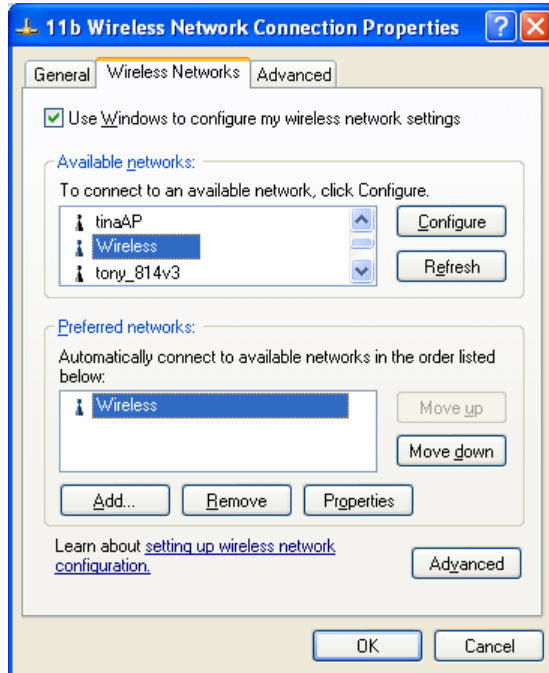 11b Wireless Network Connection Properties
General Wireless Networks Advanced
Use Windows to configure my wireless network settings
Available networks:
To connect to an available network, click Configure.
tinaAP
Wireless
tony_814v3
Configure
Refresh
Preferred networks:
Automatically connect to available networks in the order listed
below:
Wireless
Move up
Move down
Add...
Remove
Properties
Learn about setting up wireless network
configuration.
Advanced
OK
Cancel